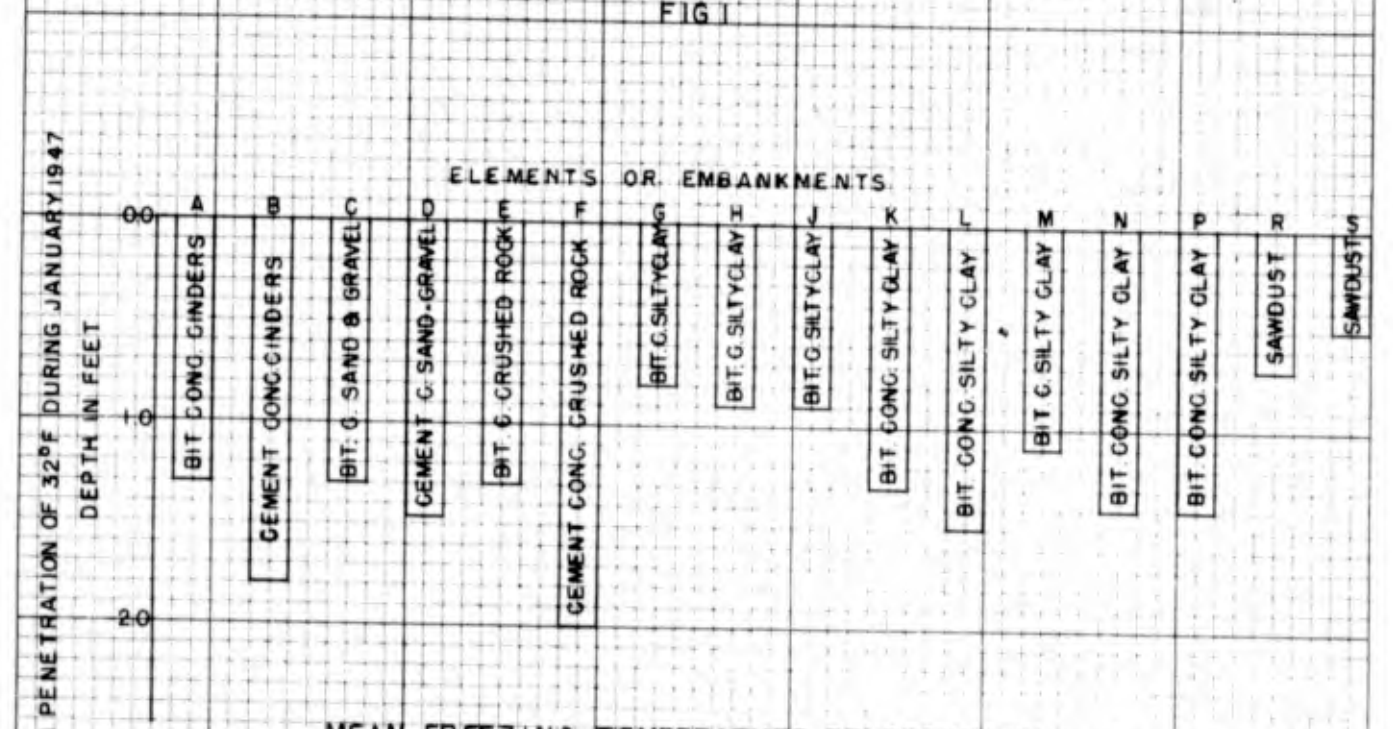 FIG 1
PENETRATION OF 32°F DURING JANUARY 1947
DEPTH IN FEET
ELEMENTS OR EMBANKMENTS
A B C D E F G H J K L M N P R S
0.0
1.0
2.0
BIT CONC. CINDERS
CEMENT CONC. CINDERS
BIT. C. SAND & GRAVEL
CEMENT C. SAND. GRAVEL
BIT. C. CRUSHED ROCK
CEMENT CONC. CRUSHED ROCK
BIT. C. SILTY CLAY
BIT. C. SILTY CLAY
BIT. C. SILTY CLAY
BIT. CONC. SILTY CLAY
BIT. CONC. SILTY CLAY
BIT. C. SILTY CLAY
BIT. CONC. SILTY CLAY
BIT. CONC. SILTY CLAY
SAWDUST
SAWDUST